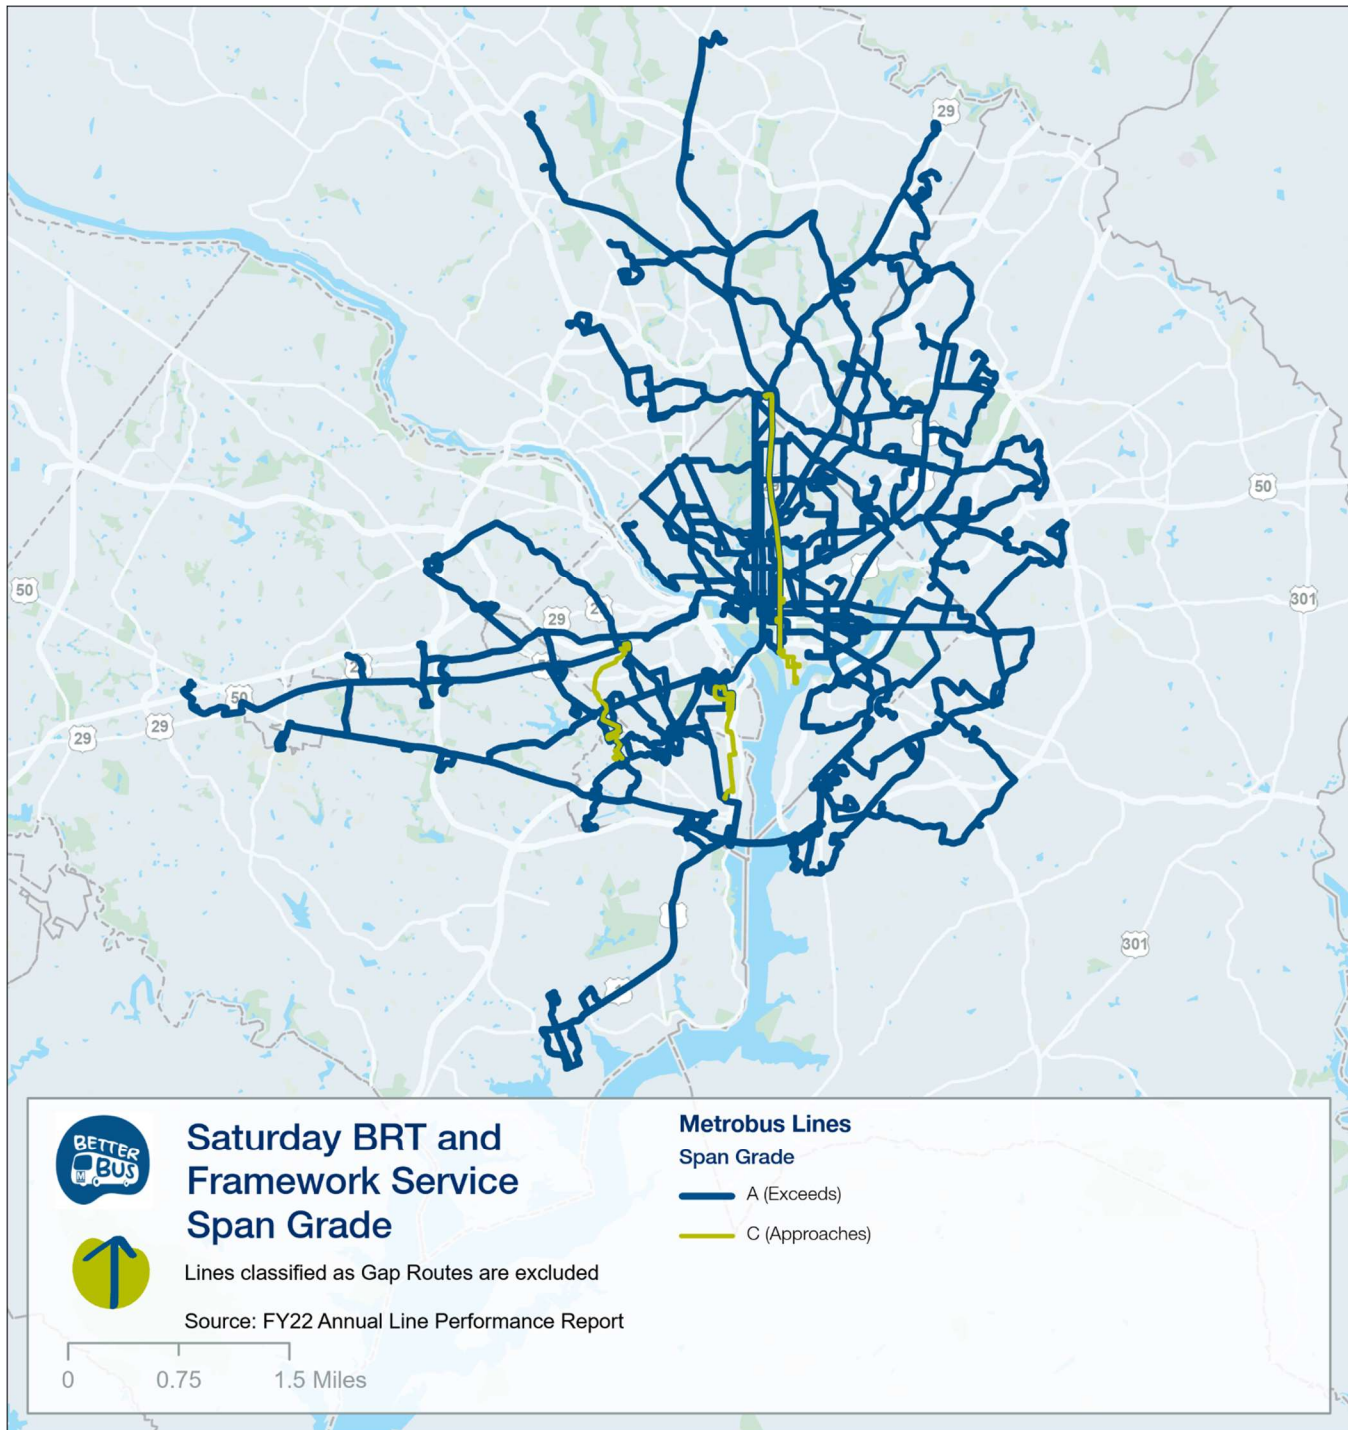 29
50
50
301
29
2
29
50
29
29
301
BETTER
BUS
M
Saturday BRT and
Framework Service
Span Grade
Lines classified as Gap Routes are excluded
Source: FY22 Annual Line Performance Report
0 0.75 1.5 Miles
Metrobus Lines
Span Grade
A (Exceeds)
C (Approaches)